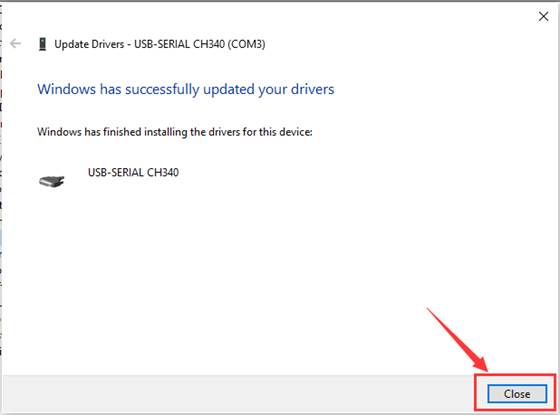 Update Drivers - USB-SERIAL CH340 (COM3)
Windows has successfully updated your drivers
Windows has finished installing the drivers for this device:
USB-SERIAL CH340
Close